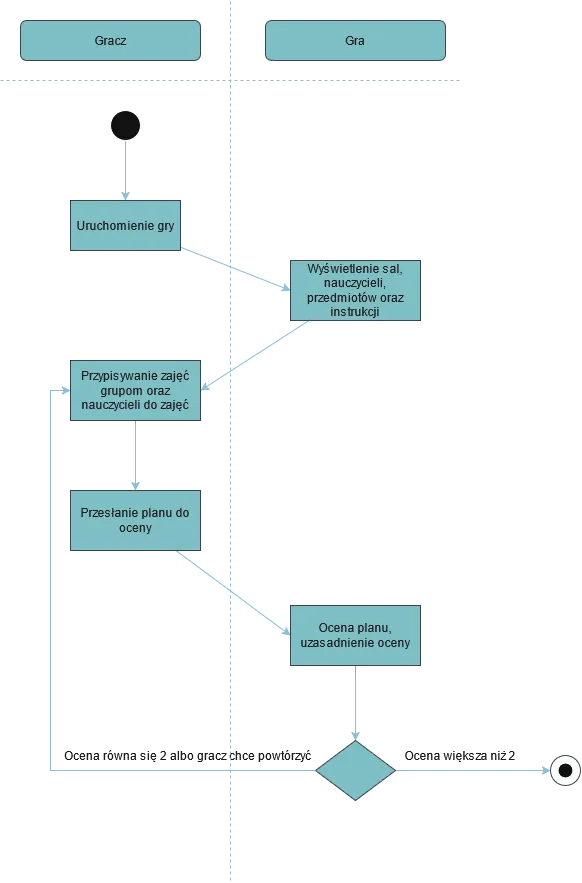 Gracz
Gra
Uruchomienie gry
Wyświetlenie sal,
nauczycieli,
przedmiotów oraz
instrukcji
Przypisywanie zajęć
grupom oraz
nauczycieli do zajęć
Przesłanie planu do
oceny
Ocena planu,
uzasadnienie oceny
Ocena równa się 2 albo gracz chce powtórzyć
Ocena większa niż 2